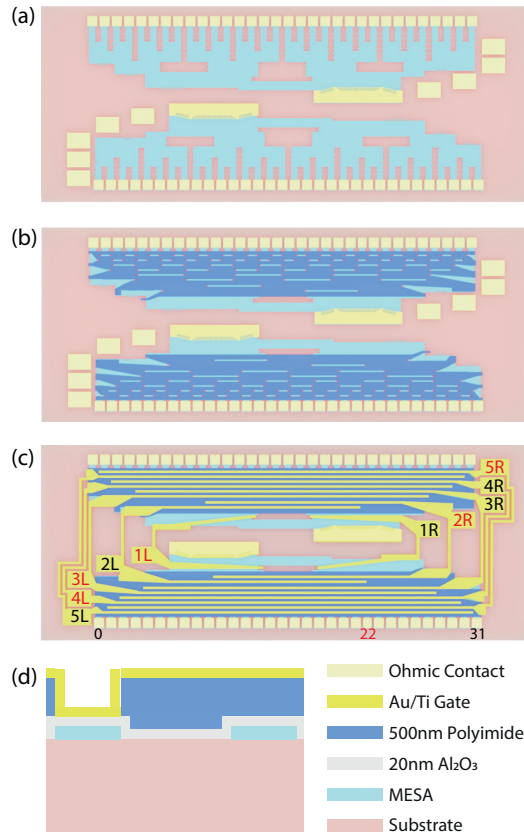 (a)
(b)
(c)
5R
4R
3R
2R
1R
1L
2L
3L
4L
5L
0
22
31
(d)
Ohmic Contact
Au/Ti Gate
500nm Polyimide
20nm Al₂O₃
MESA
Substrate